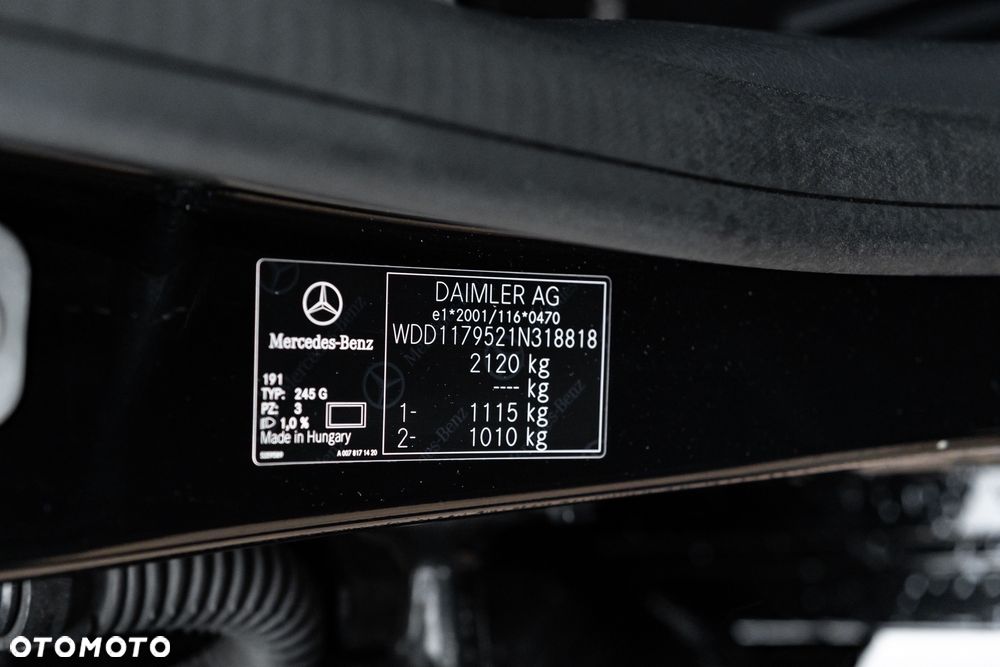 Mercedes-Benz
191
TYP: 245 G
PZ: 3
1,0 %
Made in Hungary
A 007 817 14 20
DAIMLER AG
e1*2001/116*0470
WDD1179521N318818
2120 kg
---- kg
1- 1115 kg
2- 1010 kg
OTOMOTO